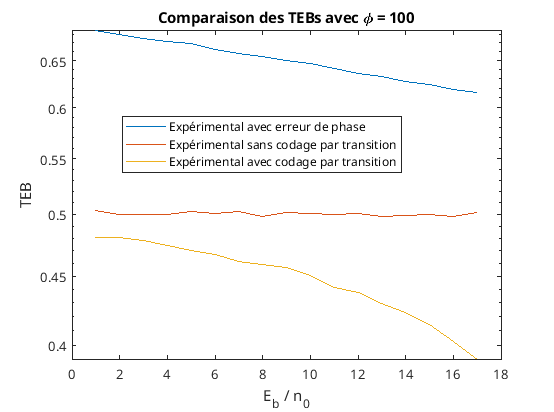 Comparaison des TEBs avec ϕ = 100
0.65
0.6
0.55
0.5
0.45
0.4
TEB
Expérimental avec erreur de phase
Expérimental sans codage par transition
Expérimental avec codage par transition
0 2 4 6 8 10 12 14 16 18
E_b / n_0